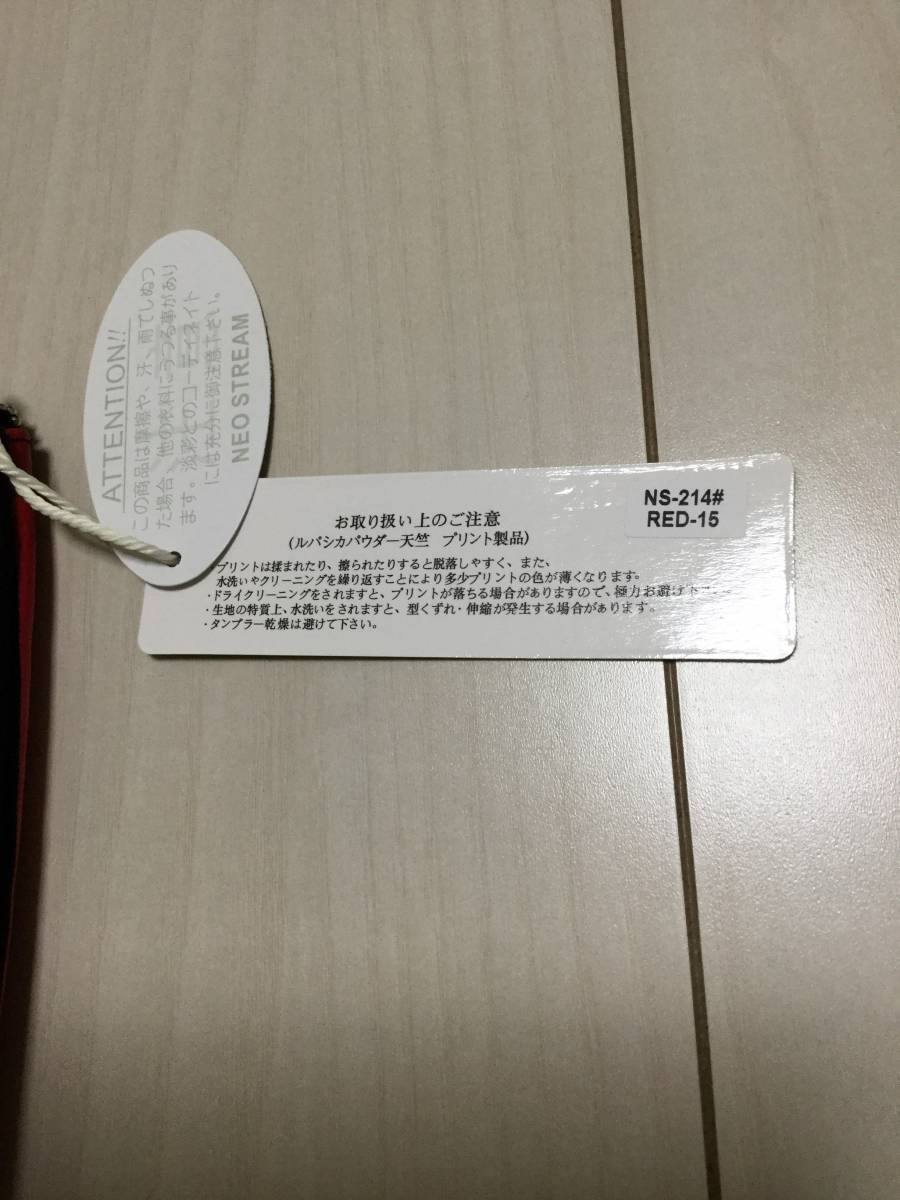 ATTENTION!!
この商品は摩擦や、汗、雨でしぬっ
た場合、他の衣料にうつる事があり
ます。淡彩とのコーディネイト
には充分に御注意下さい。
NEO STREAM
お取り扱い上のご注意
(ルバシカパウダー天竺 プリント製品)
・プリントは揉まれたり、擦られたりすると脱落しやすく、また、
水洗いやクリーニングを繰り返すことにより多少プリントの色が薄くなります。
・ドライクリーニングをされますと、プリントが落ちる場合がありますので、極力お避け下さい。
・生地の特質上、水洗いをされますと、型くずれ・伸縮が発生する場合があります。
・タンブラー乾燥は避けて下さい。
NS-214#
RED-15